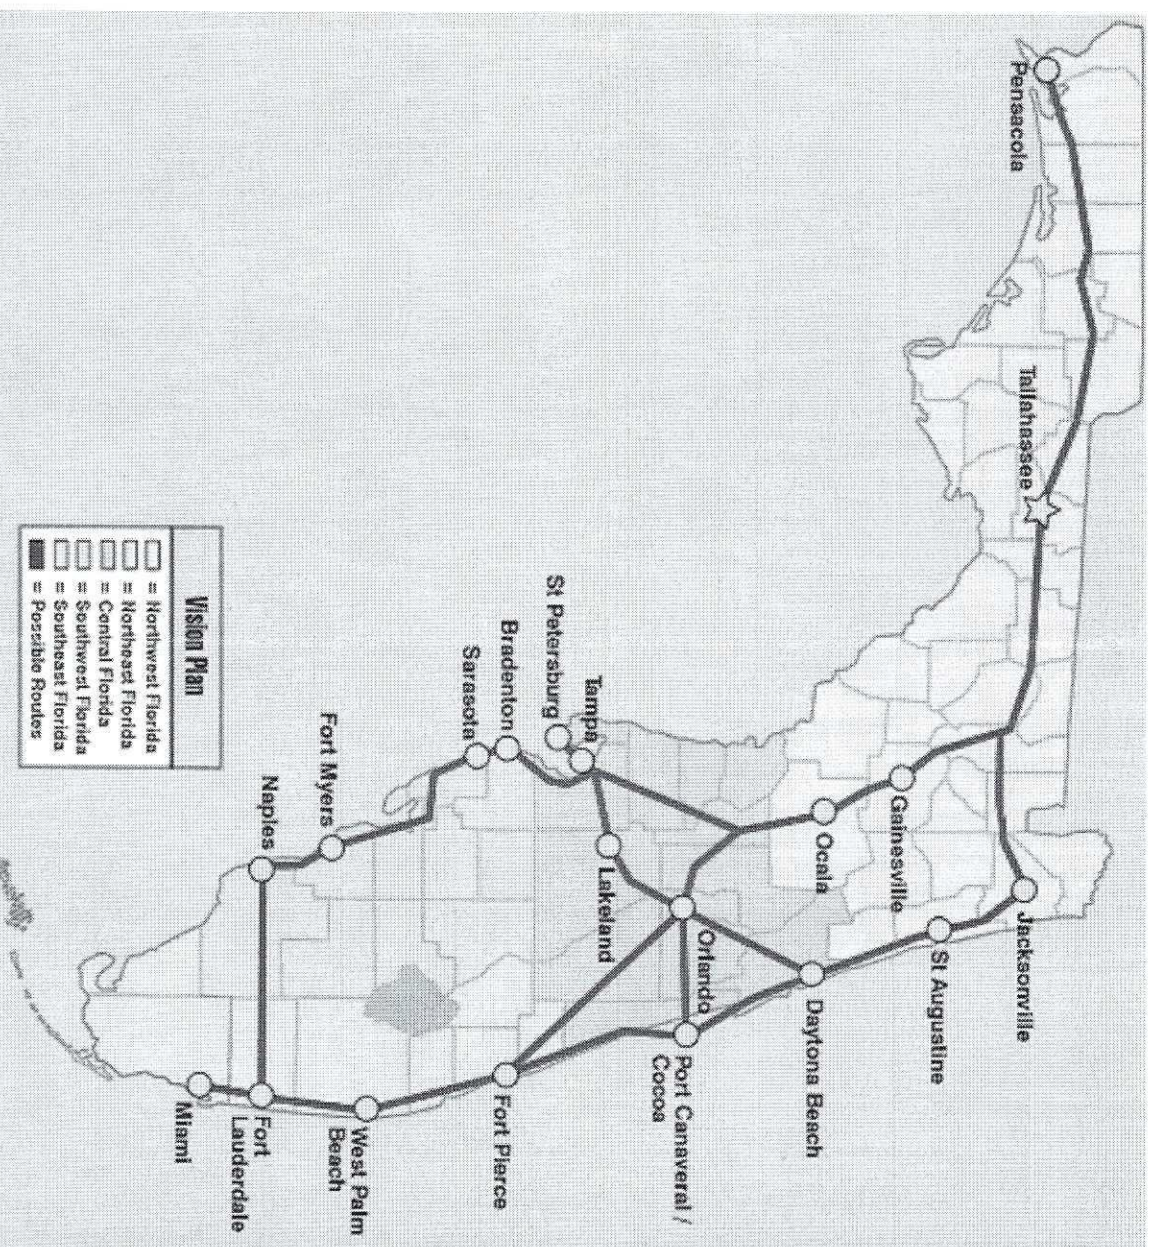 Pensacola
Tallahassee
Jacksonville
St Augustine
Gainesville
Ocala
Daytona Beach
Orlando
Port Canaveral /
Cocoa
Lakeland
Tampa
St Petersburg
Bradenton
Sarasota
Fort Pierce
Fort Myers
West Palm
Beach
Naples
Fort
Lauderdale
Miami
Vision Plan
= Northwest Florida
= Northeast Florida
= Central Florida
= Southwest Florida
= Southeast Florida
= Possible Routes